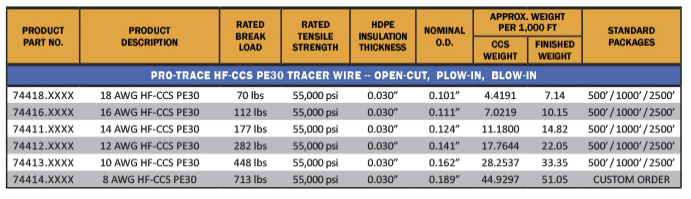 PRODUCT PART NO. PRODUCT DESCRIPTION RATED BREAK LOAD RATED TENSILE STRENGTH HDPE INSULATION THICKNESS NOMINAL O.D. APPROX. WEIGHT PER 1,000 FT CCS WEIGHT FINISHED WEIGHT STANDARD PACKAGES
PRO-TRACE HF-CCS PE30 TRACER WIRE -- OPEN-CUT, PLOW-IN, BLOW-IN
74418.XXXX 18 AWG HF-CCS PE30 70 lbs 55,000 psi 0.030" 0.101" 4.4191 7.14 500' / 1000' / 2500'
74416.XXXX 16 AWG HF-CCS PE30 112 lbs 55,000 psi 0.030" 0.111" 7.0219 10.15 500' / 1000' / 2500'
74411.XXXX 14 AWG HF-CCS PE30 177 lbs 55,000 psi 0.030" 0.124" 11.1800 14.82 500' / 1000' / 2500'
74412.XXXX 12 AWG HF-CCS PE30 282 lbs 55,000 psi 0.030" 0.141" 17.7644 22.05 500' / 1000' / 2500'
74413.XXXX 10 AWG HF-CCS PE30 448 lbs 55,000 psi 0.030" 0.162" 28.2537 33.35 500' / 1000' / 2500'
74414.XXXX 8 AWG HF-CCS PE30 713 lbs 55,000 psi 0.030" 0.189" 44.9297 51.05 CUSTOM ORDER